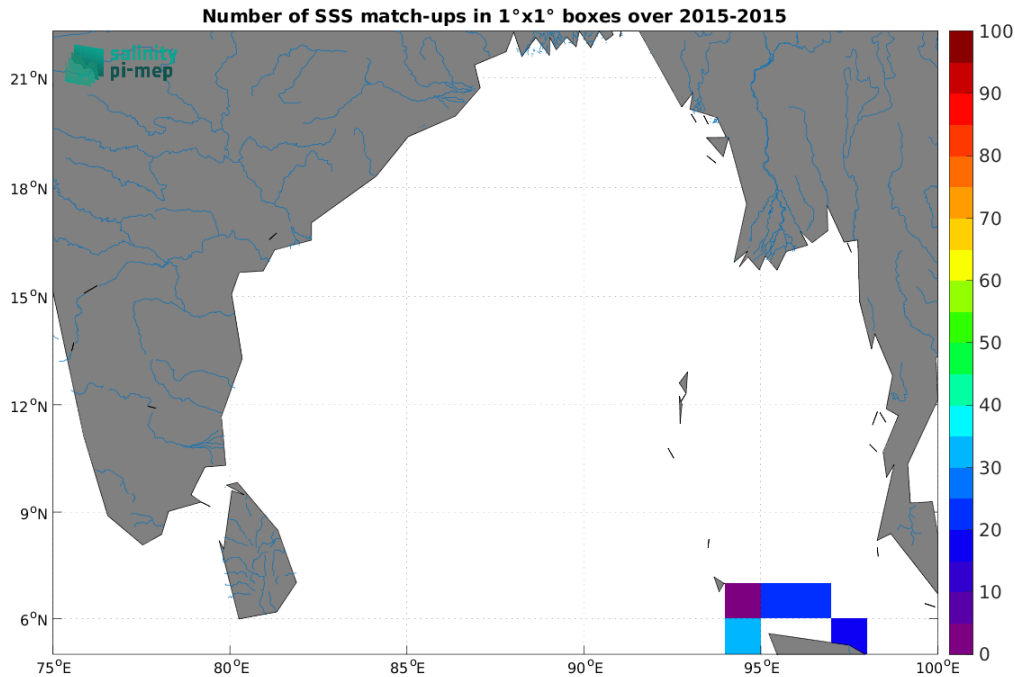 Number of SSS match-ups in 1°x1° boxes over 2015-2015
salinity
pi-mep
21°N
18°N
15°N
12°N
9°N
6°N
75°E
80°E
85°E
90°E
95°E
100°E
100
90
80
70
60
50
40
30
20
10
0